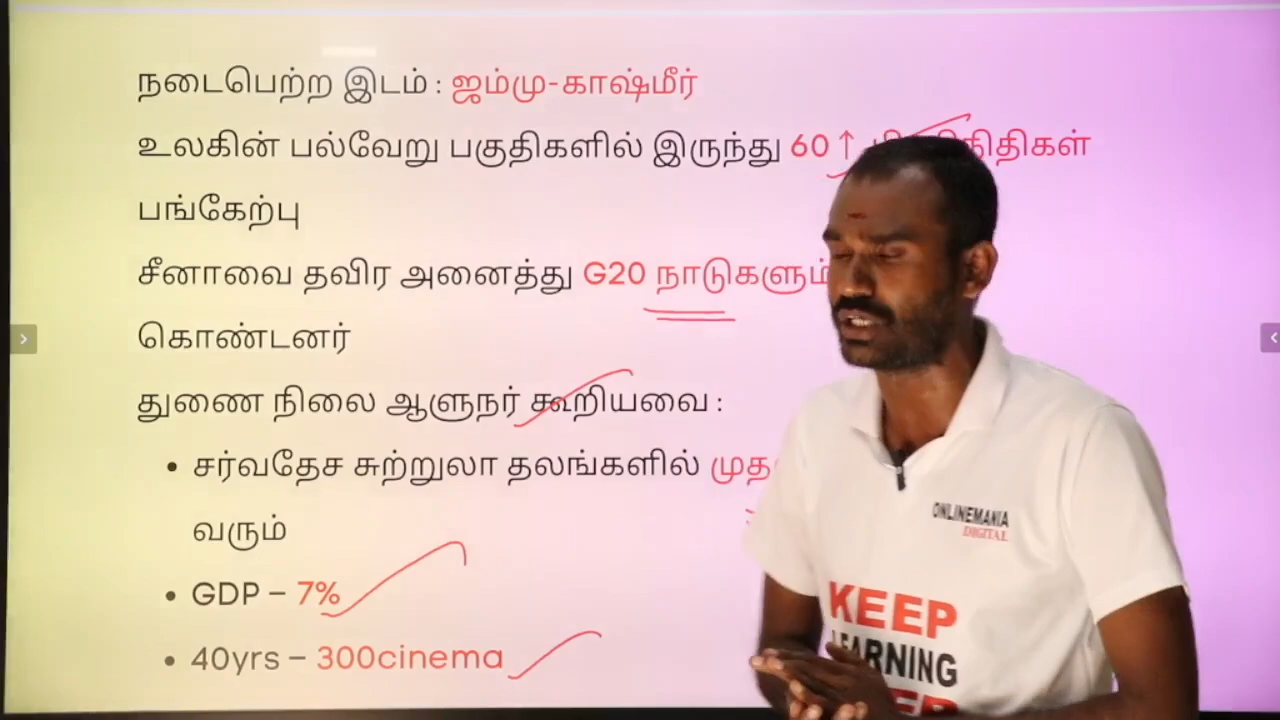 நடைபெற்ற இடம் : ஜம்மு-காஷ்மீர்
உலகின் பல்வேறு பகுதிகளில் இருந்து 60↑
பங்கேற்பு
சீனாவை தவிர அனைத்து G20 நாடுகளும்
கொண்டனர்
துணை நிலை ஆளுநர் கூறியவை :
• சர்வதேச சுற்றுலா தலங்களில்
வரும்
• GDP – 7%
• 40yrs – 300cinema
ONLINEMANIA
DIGITAL
KEEP
LEARNING